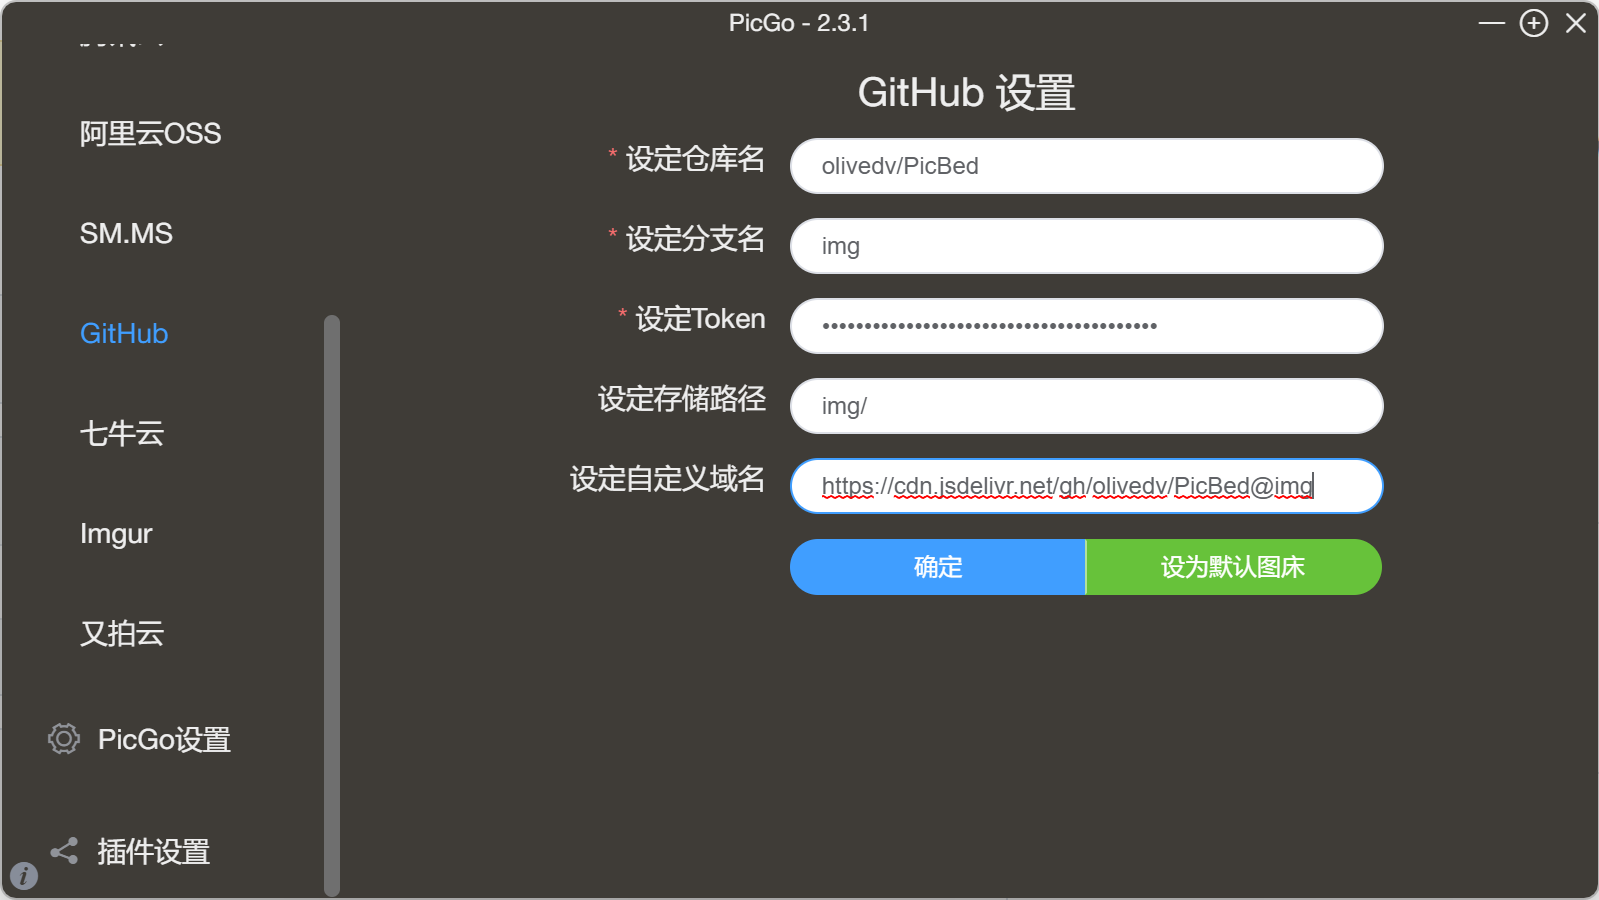 PicGo - 2.3.1
阿里云OSS
SM.MS
GitHub
七牛云
Imgur
又拍云
PicGo设置
插件设置
GitHub 设置
* 设定仓库名
olivedv/PicBed
* 设定分支名
img
* 设定Token
••••••••••••••••••••••••••••••••••••••••
设定存储路径
img/
设定自定义域名
https://cdn.jsdelivr.net/gh/olivedv/PicBed@img
确定
设为默认图床